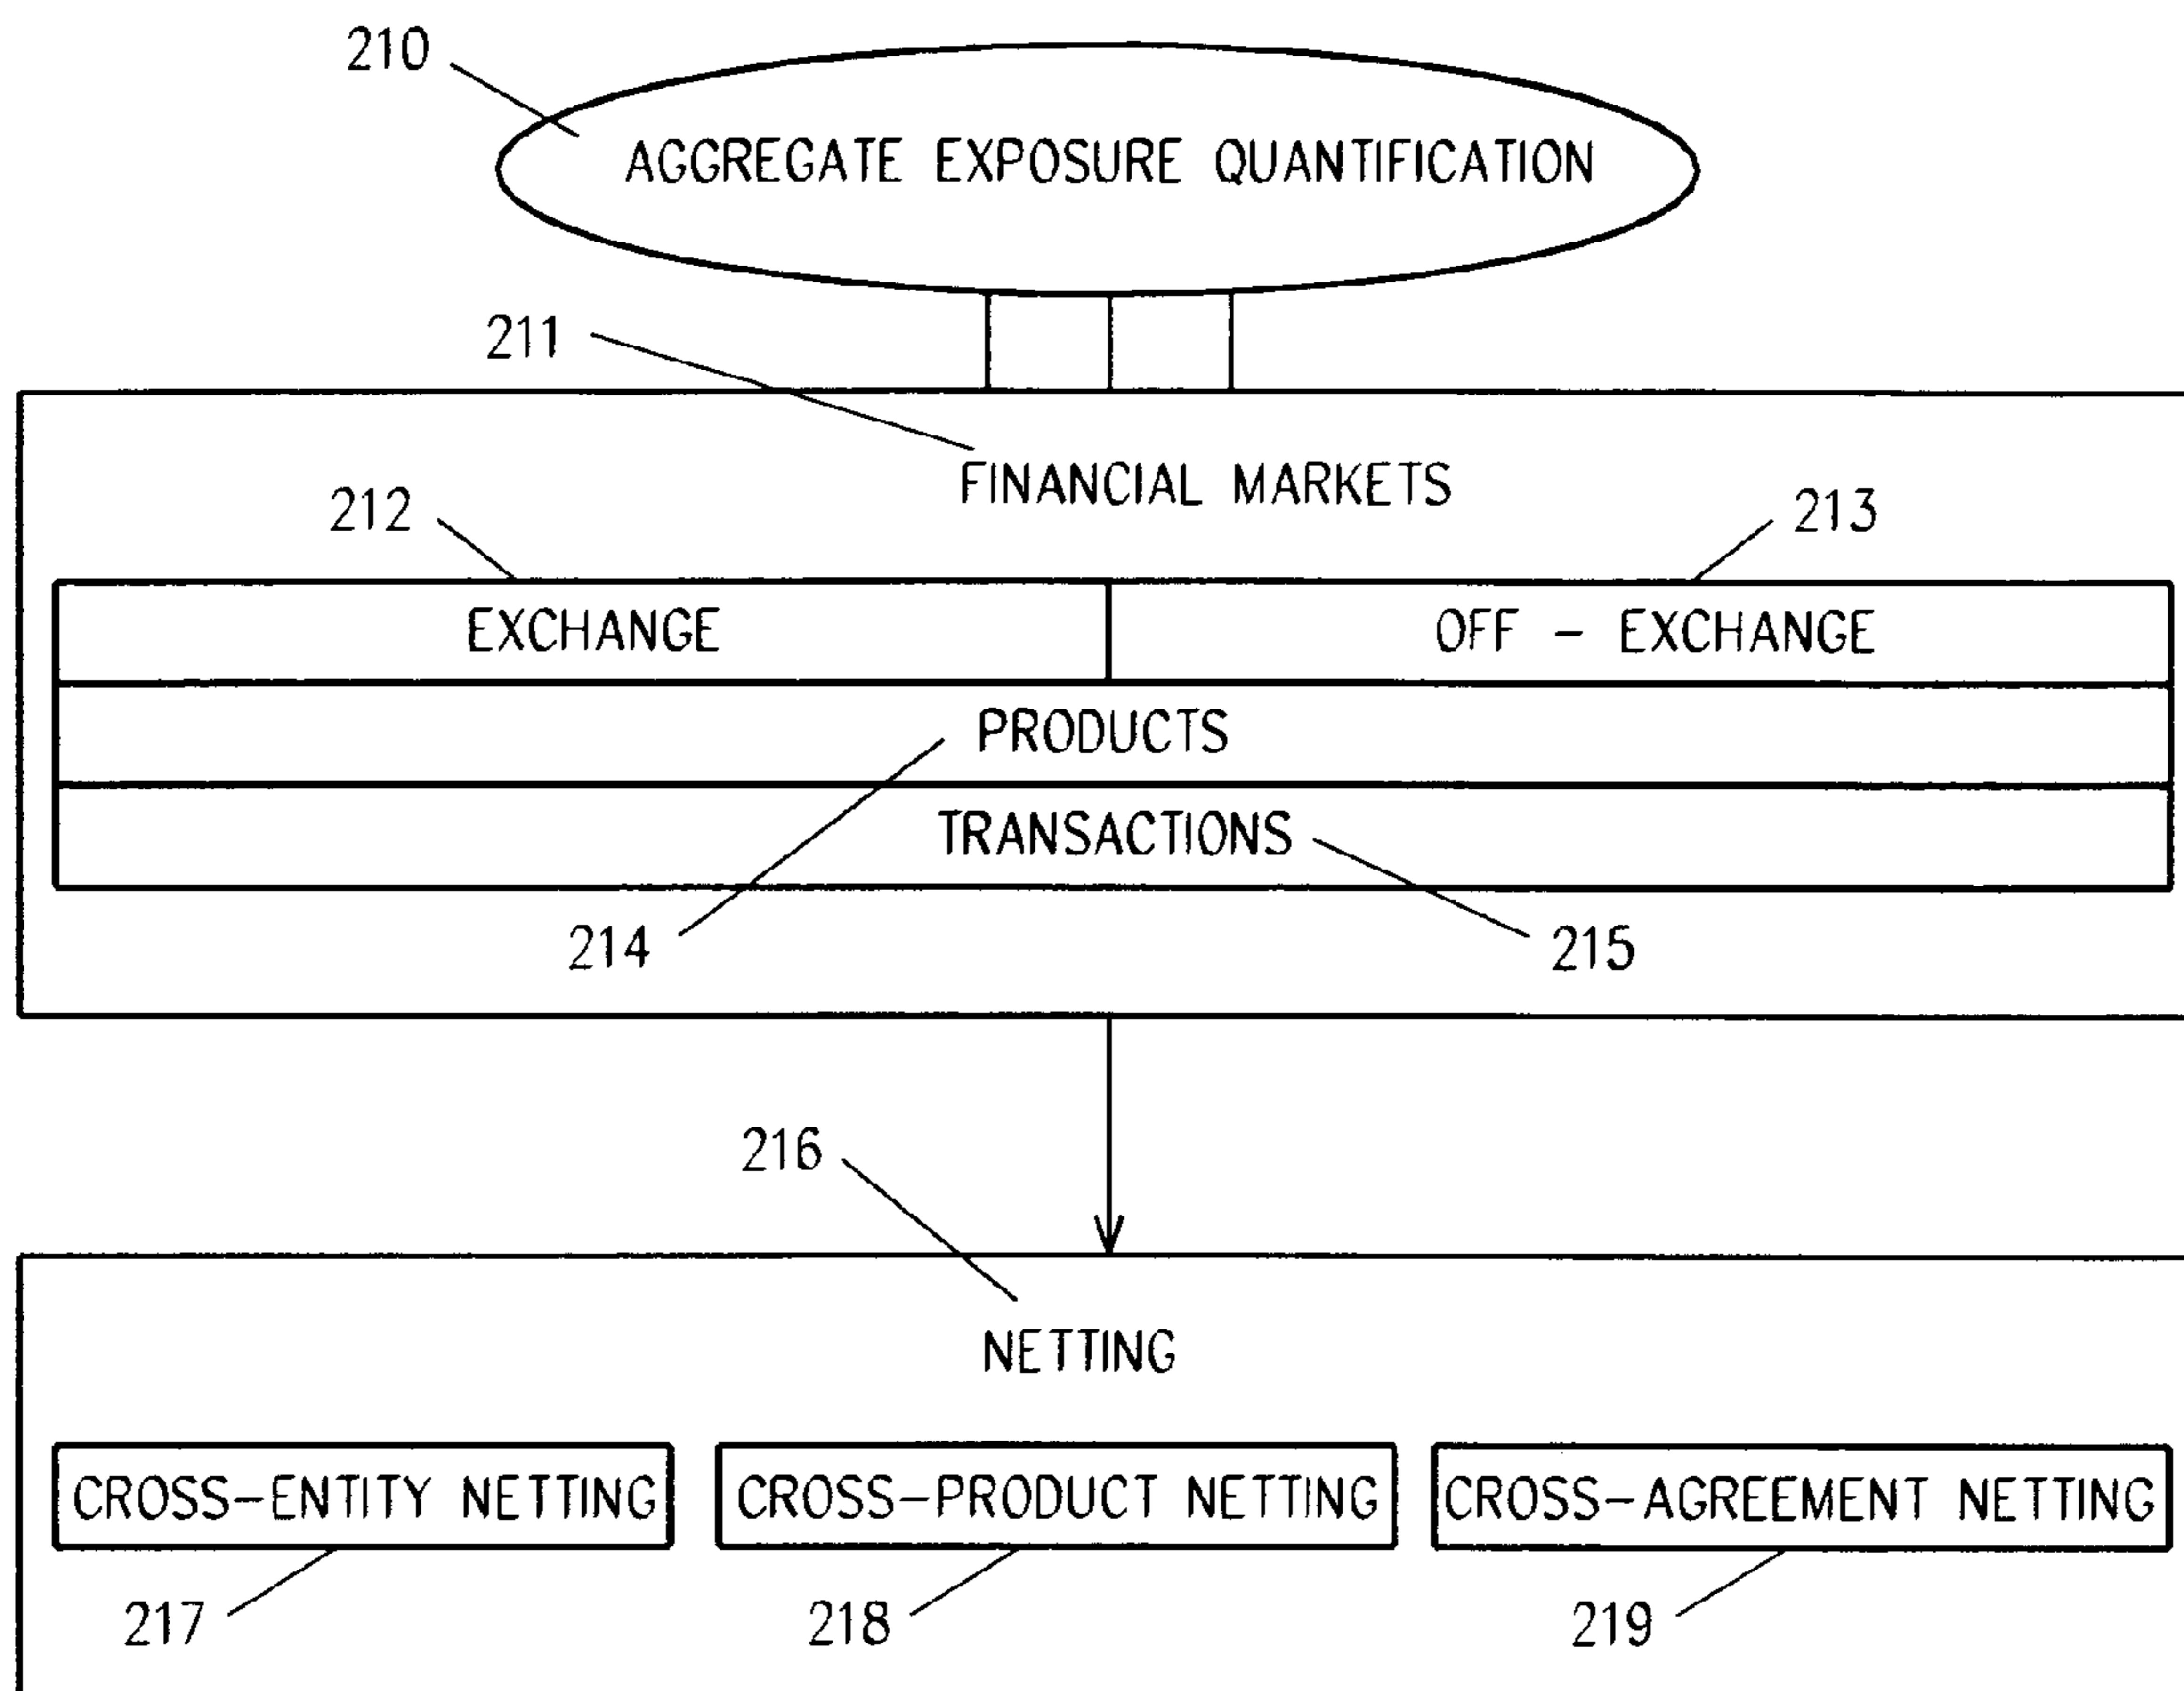 210
AGGREGATE EXPOSURE QUANTIFICATION
211
FINANCIAL MARKETS
212
213
EXCHANGE
OFF - EXCHANGE
PRODUCTS
TRANSACTIONS
214
215
216
NETTING
CROSS-ENTITY NETTING
CROSS-PRODUCT NETTING
CROSS-AGREEMENT NETTING
217
218
219